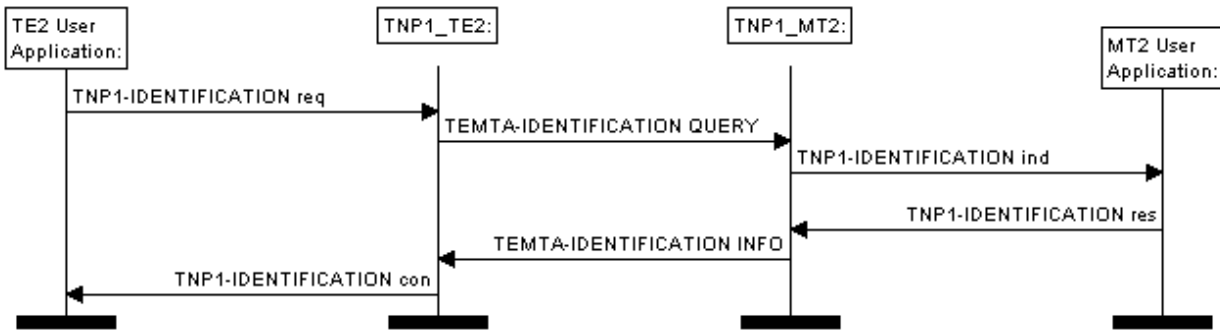 TE2 User
Application:
TNP1_TE2:
TNP1_MT2:
MT2 User
Application:
TNP1-IDENTIFICATION req
TEMTA-IDENTIFICATION QUERY
TNP1-IDENTIFICATION ind
TNP1-IDENTIFICATION res
TEMTA-IDENTIFICATION INFO
TNP1-IDENTIFICATION con